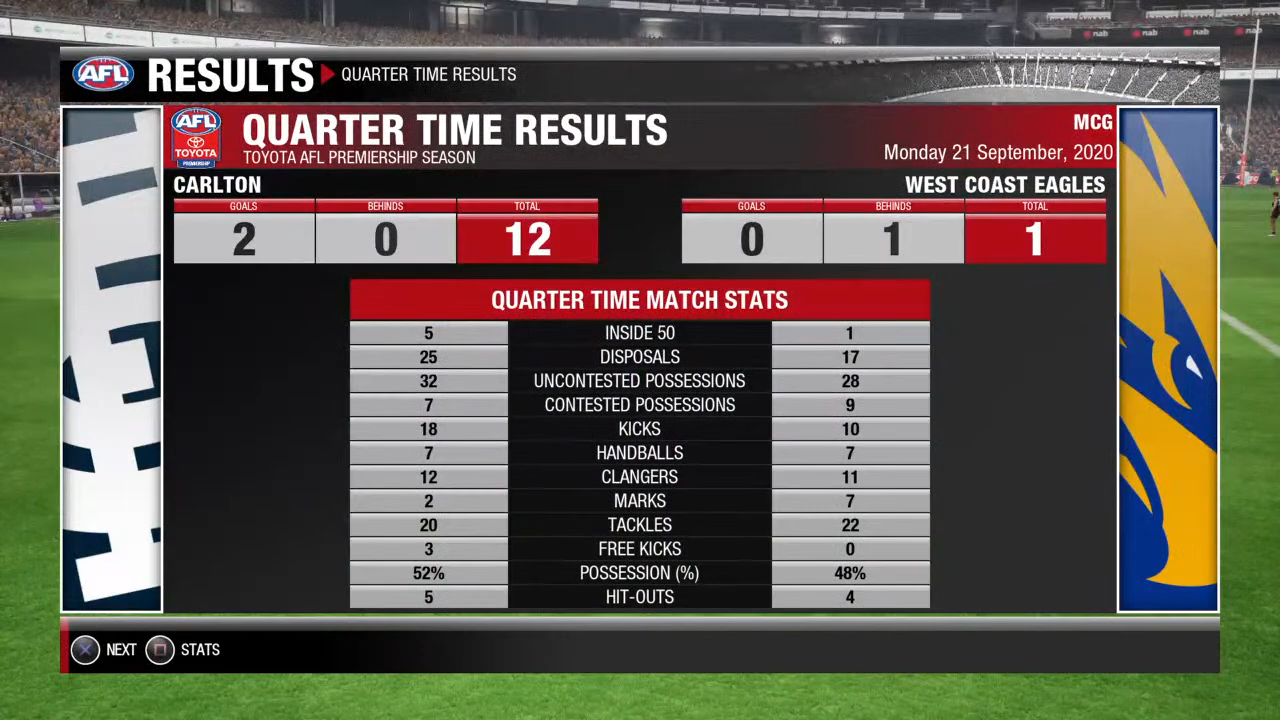 nab nab nab nab
AFL RESULTS QUARTER TIME RESULTS
AFL TOYOTA PREMIERSHIP
QUARTER TIME RESULTS
TOYOTA AFL PREMIERSHIP SEASON
MCG
Monday 21 September, 2020
CARLTON WEST COAST EAGLES
GOALS BEHINDS TOTAL GOALS BEHINDS TOTAL
2 0 12 0 1 1
QUARTER TIME MATCH STATS
5 INSIDE 50 1
25 DISPOSALS 17
32 UNCONTESTED POSSESSIONS 28
7 CONTESTED POSSESSIONS 9
18 KICKS 10
7 HANDBALLS 7
12 CLANGERS 11
2 MARKS 7
20 TACKLES 22
3 FREE KICKS 0
52% POSSESSION (%) 48%
5 HIT-OUTS 4
NEXT STATS